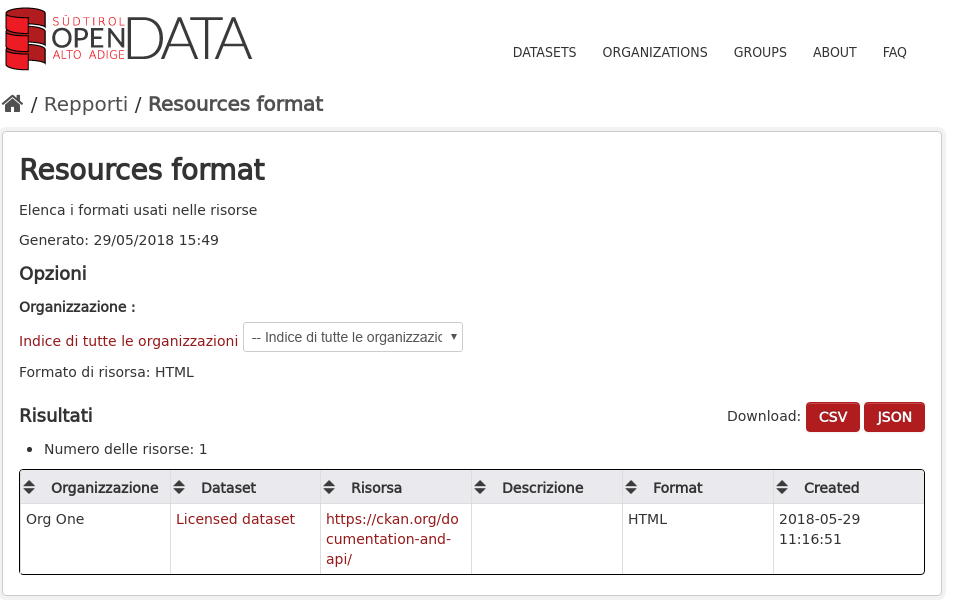 SÜDTIROL
OPENDATA
ALTO ADIGE
DATASETS ORGANIZATIONS GROUPS ABOUT FAQ
/ Repporti / Resources format
Resources format
Elenca i formati usati nelle risorse
Generato: 29/05/2018 15:49
Opzioni
Organizzazione :
Indice di tutte le organizzazioni -- Indice di tutte le organizzazic
Formato di risorsa: HTML
Risultati Download: CSV JSON
Numero delle risorse: 1
Organizzazione Dataset Risorsa Descrizione Format Created
Org One Licensed dataset https://ckan.org/do HTML 2018-05-29
cumentation-and- 11:16:51
api/